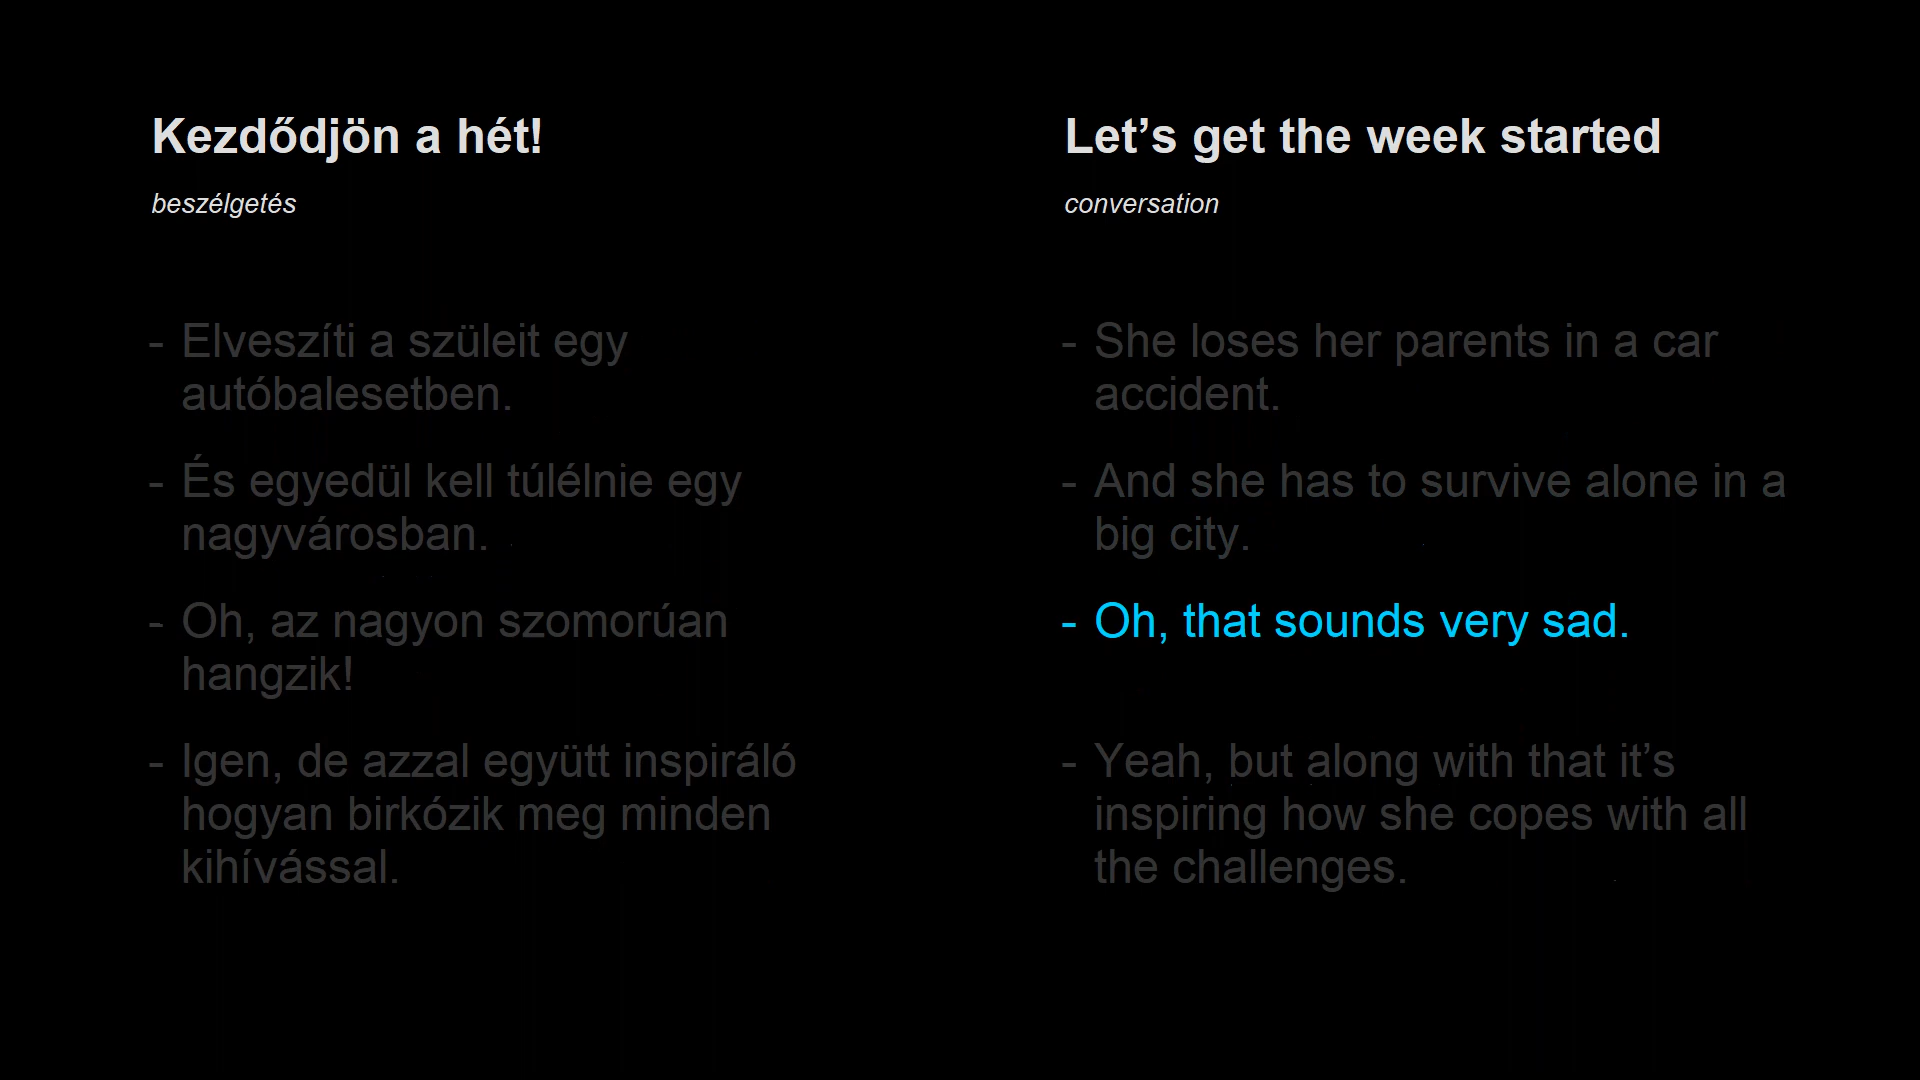 Kezdődjön a hét!
beszélgetés
- Elveszíti a szüleit egy
autóbalesetben.
- És egyedül kell túlélnie egy
nagyvárosban.
- Oh, az nagyon szomorúan
hangzik!
- Igen, de azzal együtt inspiráló
hogyan birkózik meg minden
kihívással.
Let’s get the week started
conversation
- She loses her parents in a car
accident.
- And she has to survive alone in a
big city.
- Oh, that sounds very sad.
- Yeah, but along with that it’s
inspiring how she copes with all
the challenges.